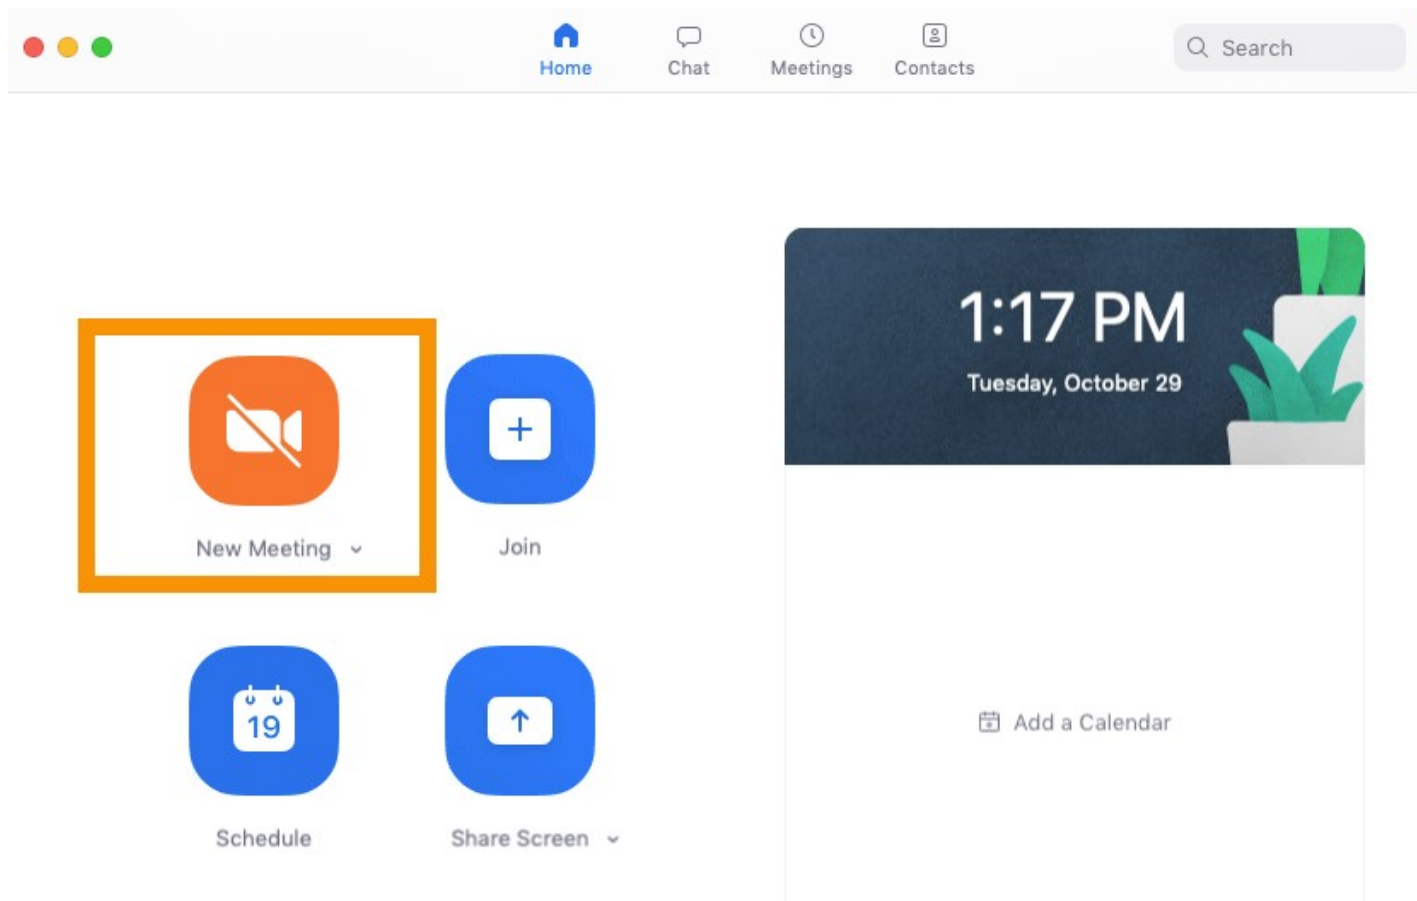 Home
Chat
Meetings
Contacts
Search
1:17 PM
Tuesday, October 29
New Meeting
Join
19
Schedule
Share Screen
Add a Calendar